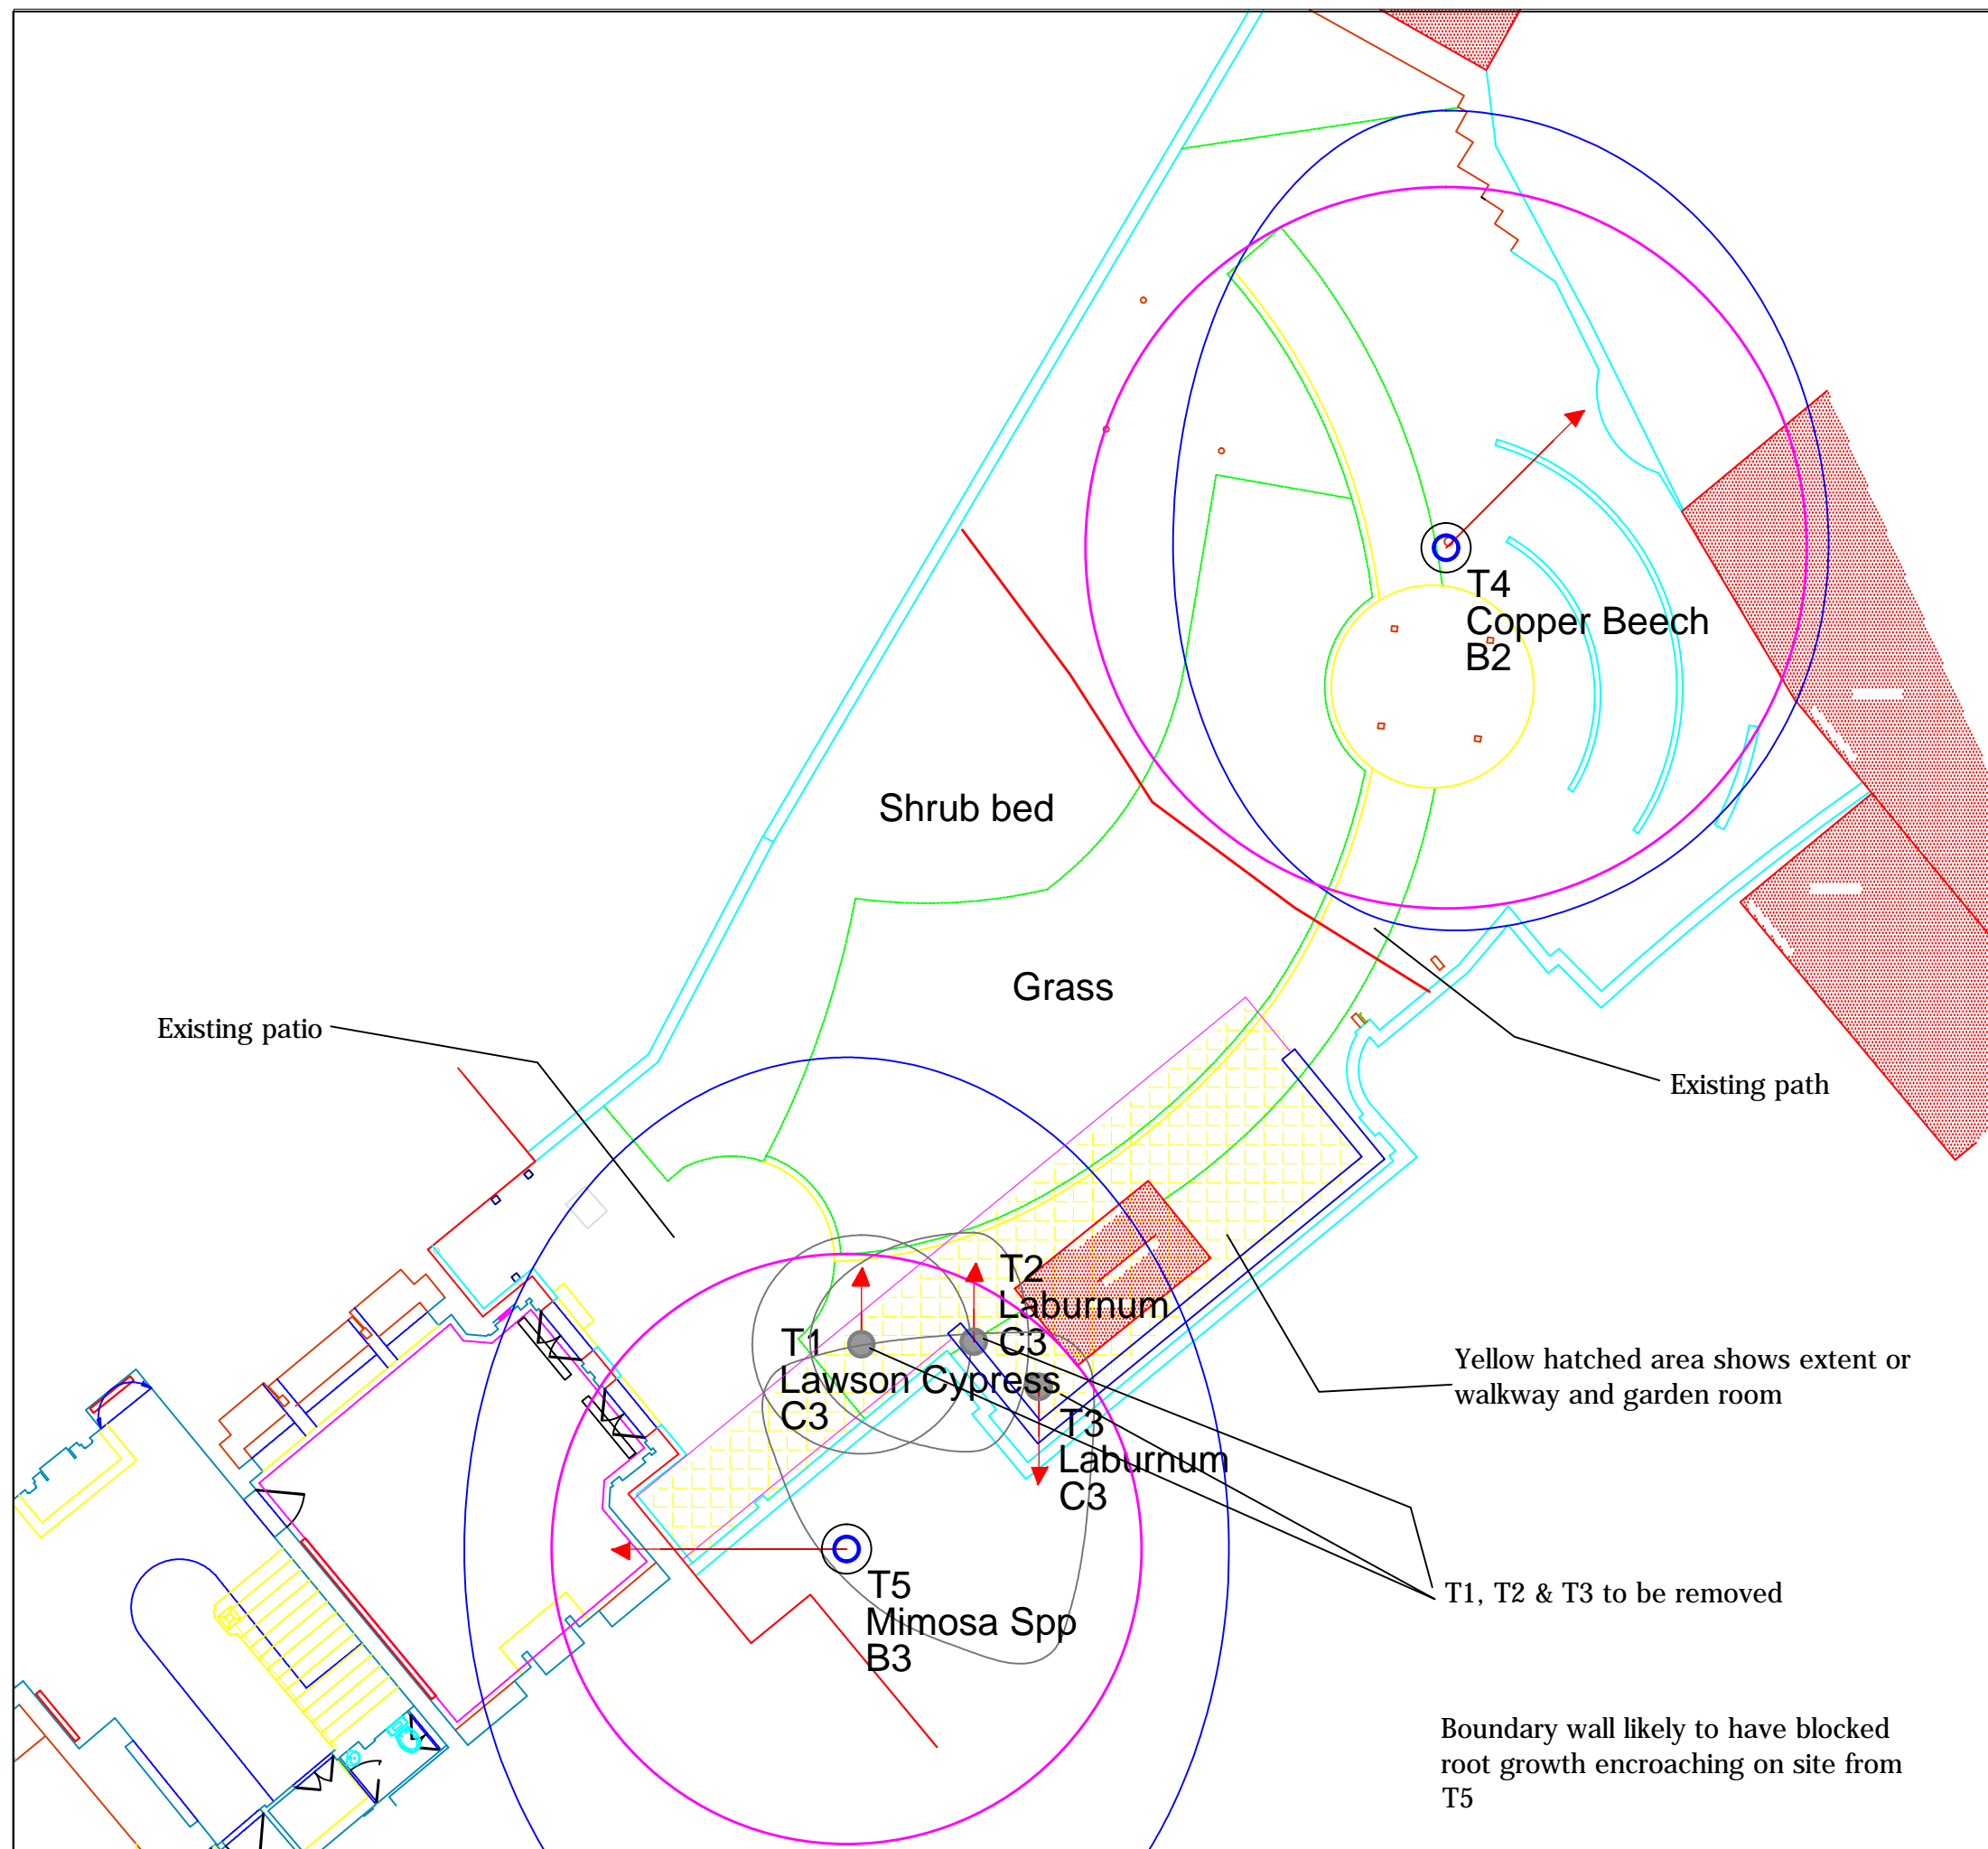 T4
Copper Beech
B2
Shrub bed
Grass
Existing patio
Existing path
T2
Laburnum
C3
T1
Lawson Cypress
C3
T3
Laburnum
C3
Yellow hatched area shows extent or
walkway and garden room
T5
Mimosa Spp
B3
T1, T2 & T3 to be removed
Boundary wall likely to have blocked
root growth encroaching on site from
T5